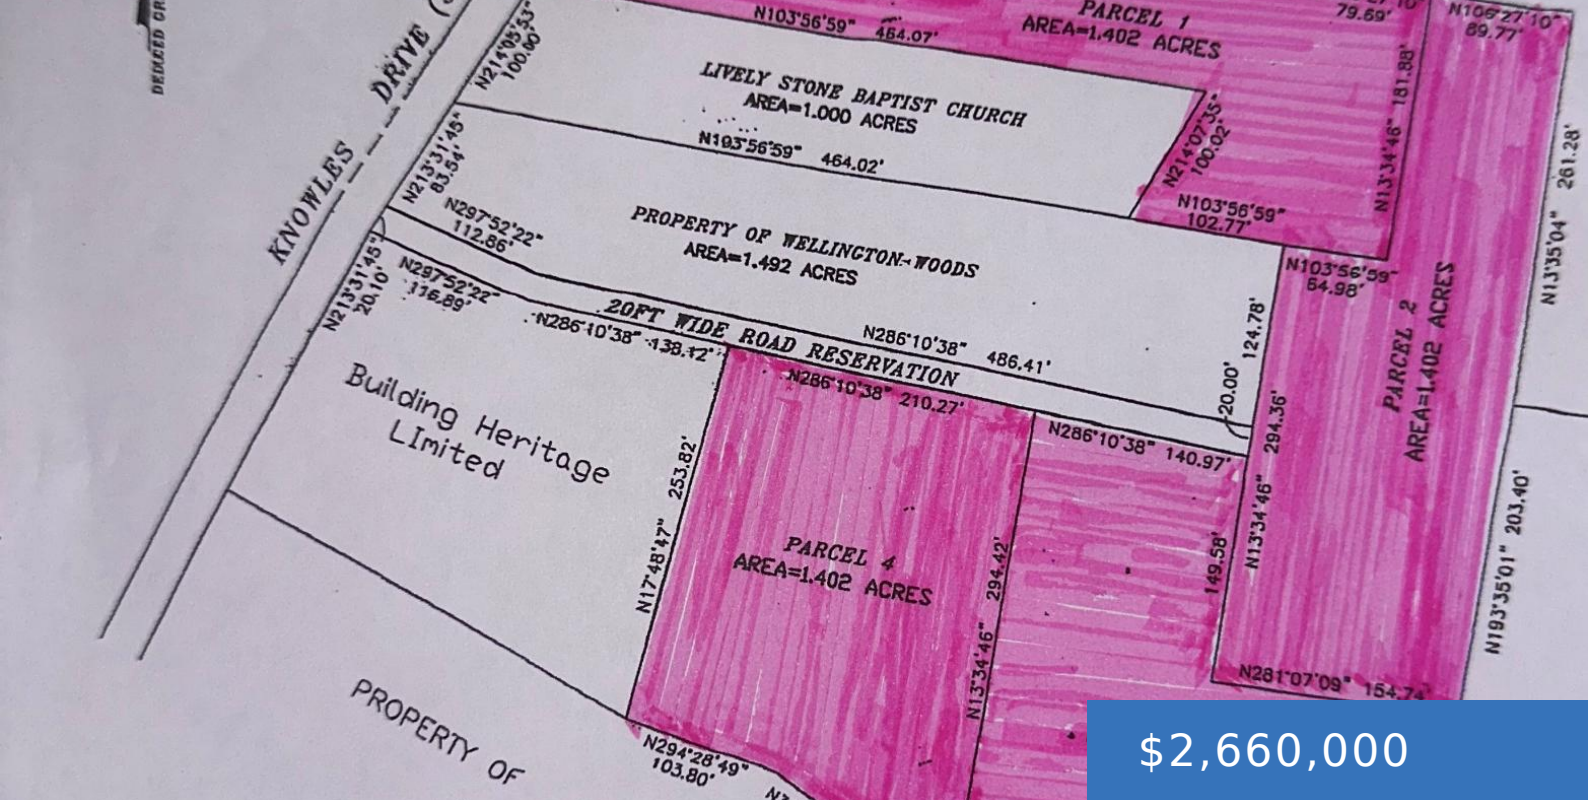 DRIVE
KNOWLES
N214°05'53"
100.00'
N103°56'59" 464.07'
PARCEL 1
AREA=1.402 ACRES
79.69'
N106°27'10"
89.77'
LIVELY STONE BAPTIST CHURCH
AREA=1.000 ACRES
N214°07'35"
100.02'
N13°34'46" 181.88'
N213°31'45"
83.54'
N193°56'59" 464.02'
N103°56'59"
102.77'
N13°35'04" 261.28'
N297°52'22"
112.86'
PROPERTY OF WELLINGTON-WOODS
AREA=1.492 ACRES
N103°56'59"
64.98'
N213°31'45"
20.10'
N297°52'22"
116.89'
N286°10'38" 138.12'
20FT WIDE ROAD RESERVATION
N286°10'38" 486.41'
124.78'
20.00'
PARCEL 2
AREA=1.402 ACRES
Building Heritage
LImited
N286°10'38" 210.27'
N286°10'38" 140.97'
N13°34'46" 294.36'
N17°48'47" 253.82'
PARCEL 4
AREA=1.402 ACRES
N13°34'46" 294.42'
149.58'
N193°35'01" 203.40'
N281°07'09" 154.74'
PROPERTY OF
N294°28'49"
103.80'
$2,660,000